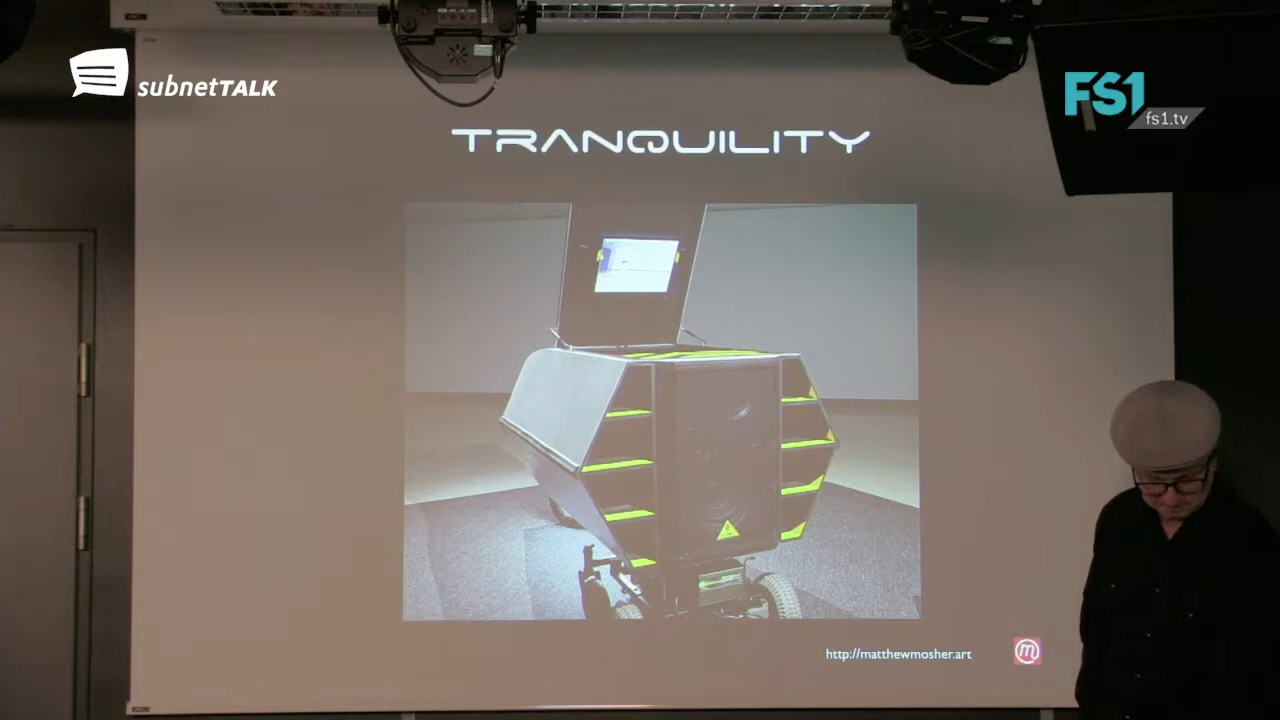 subnetTALK
FS1
fs1.tv
TRANQUILITY
http://matthewmosher.art
m